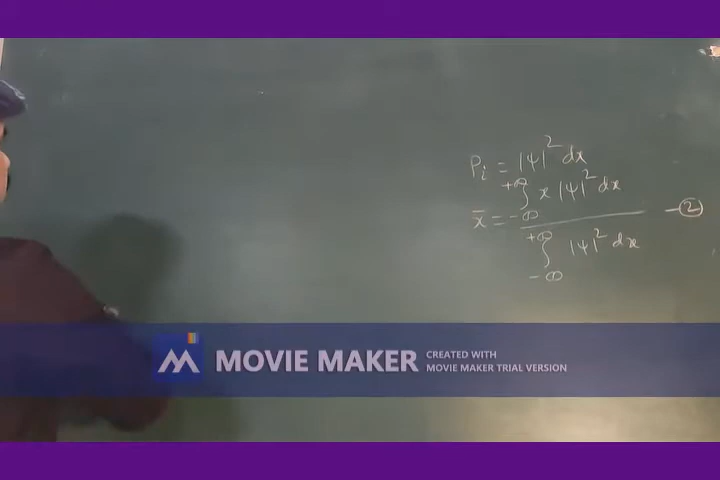 Pᵢ = |ψ|² dx
x̄ = ∫₋∞⁺∞ x |ψ|² dx / ∫₋∞⁺∞ |ψ|² dx — ②
MOVIE MAKER
CREATED WITH
MOVIE MAKER TRIAL VERSION